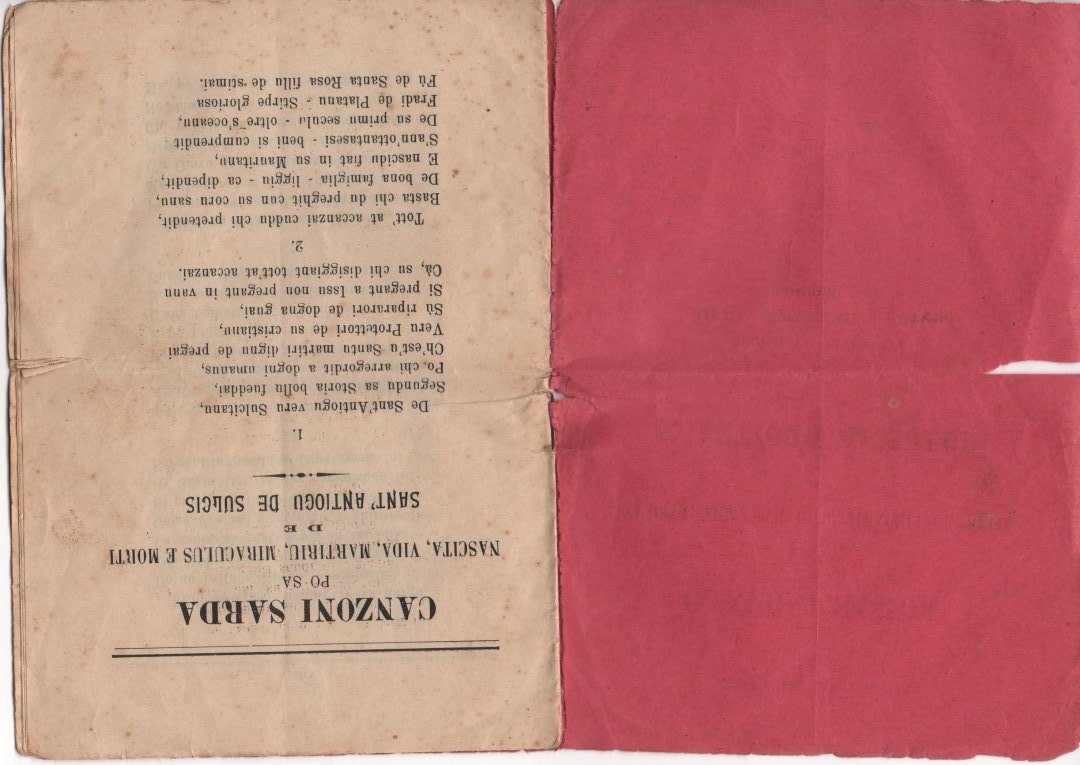 CANZONI SARDA
PO SA
NASCITA, VIDA, MARTIRIU, MIRACULUS E MORTI
DE
SANT' ANTIOGU DE SULCIS
1.
De Sant'Antiogu veru Sulcitanu,
Segundu sa Storia bollu fueddai,
Po chi arregordit a dogni umanus,
Ch'est'u Santu martiri dignu de pregai
Veru Protettori de su cristianu,
Sù ripararori de dogna guai,
Si pregant a Issu non pregant in vanu
Cà, su chi disiggiant tott'at accanzai.
2.
Tott' at accanzai cuddu chi pretendit,
Basta chi du preghit cun su coru sanu,
De bona famiglia - liggiu - ca dipendit,
E nascidu fiat in su Mauritanu,
S'ann'ottantasesi - beni si cumprendit
De su primu seculu - oltre s'oceanu,
Fradi de Platanu - Stirpe gloriosa
Fù de Santa Rosa fillu de stimai.